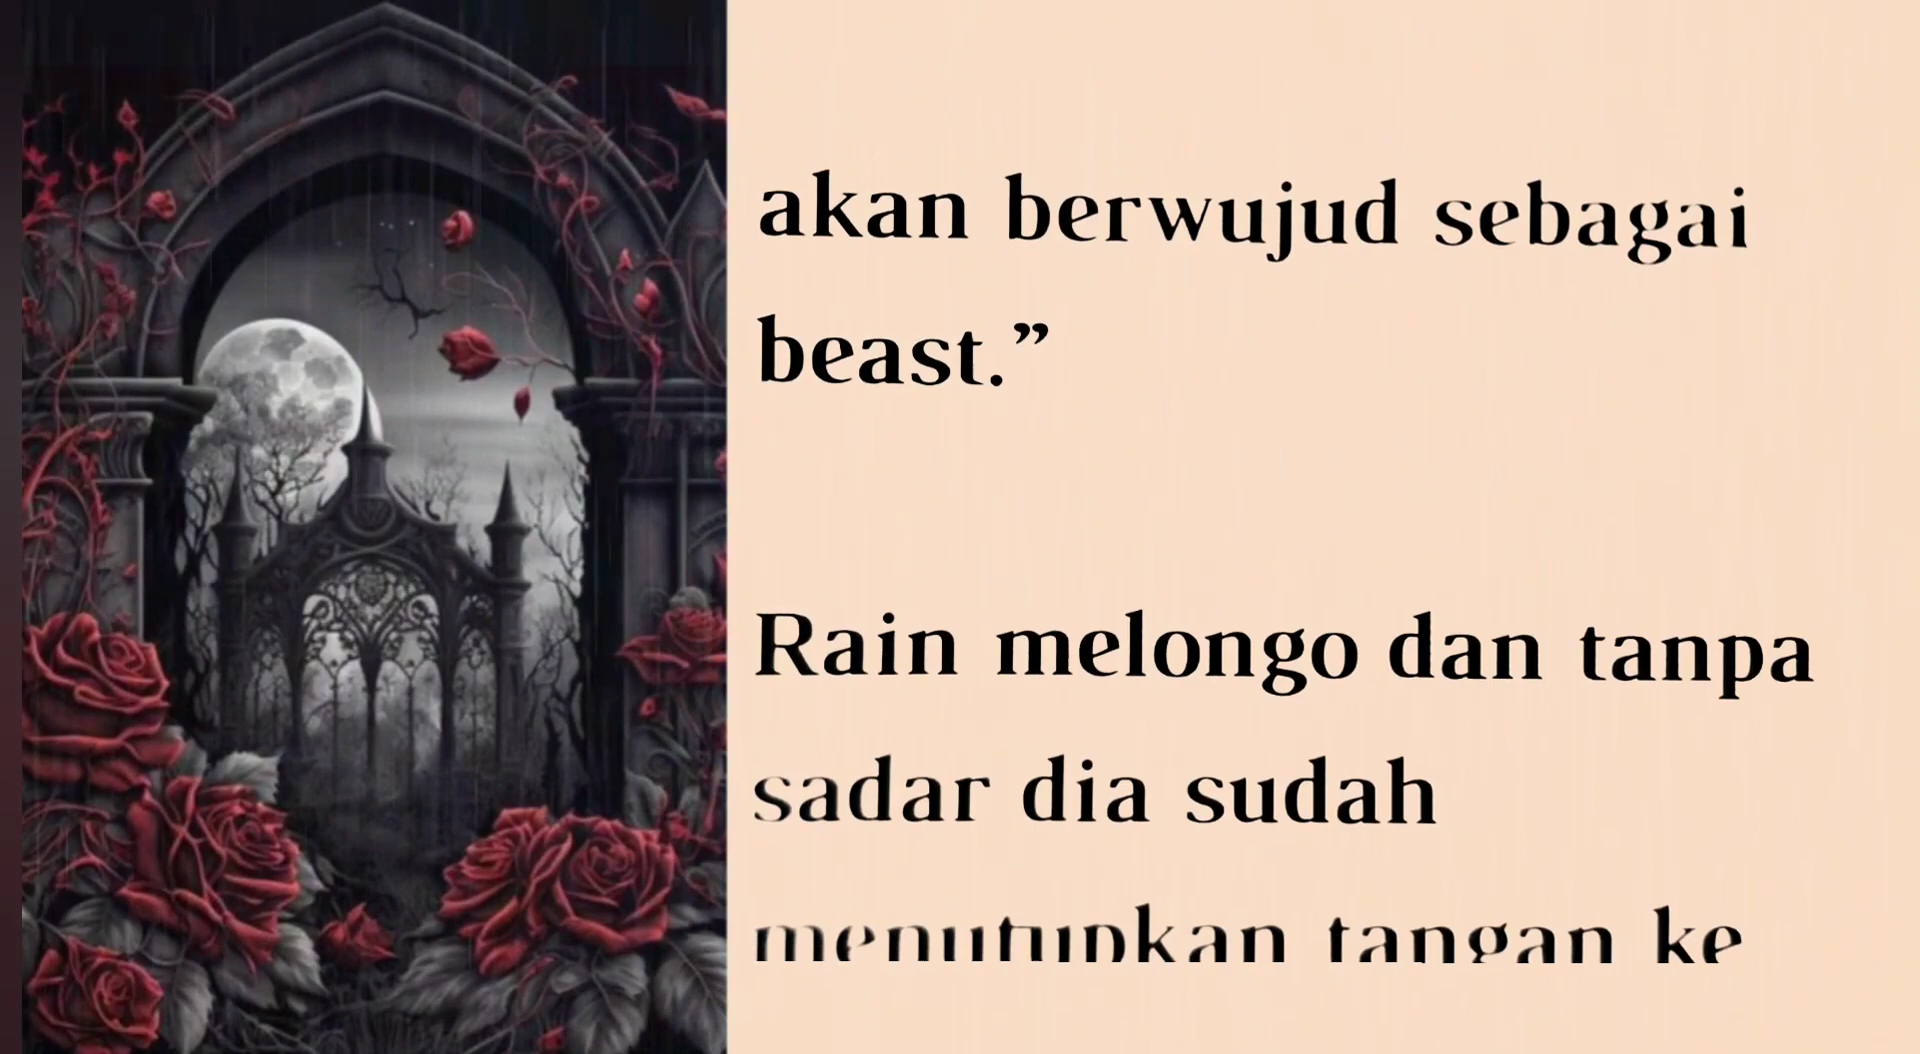 akan berwujud sebagai
beast.”
Rain melongo dan tanpa
sadar dia sudah
menutupkan tangan ke